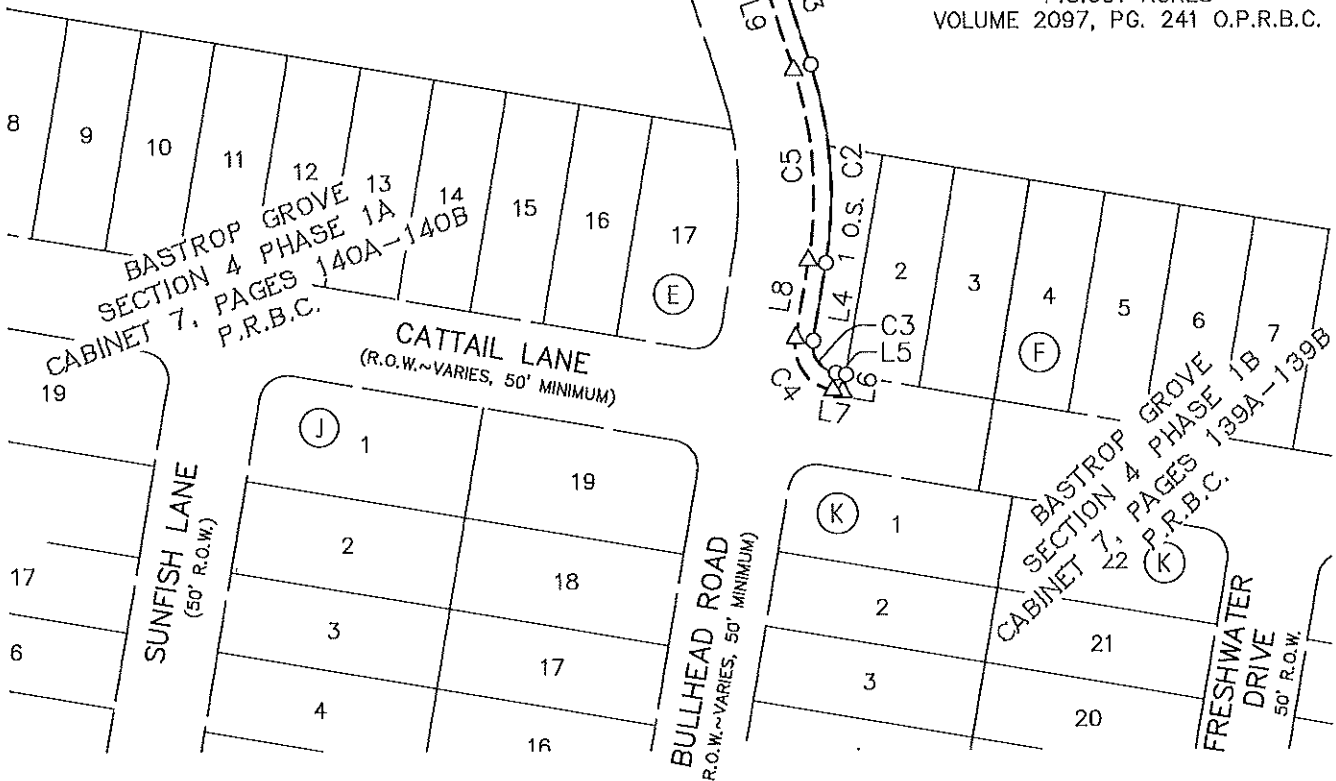 VOLUME 2097, PG. 241 O.P.R.B.C.
L9
3
8
9
10
11
12
13
14
15
16
17
E
BASTROP GROVE
SECTION 4 PHASE 1A
CABINET 7, PAGES 140A-140B
P.R.B.C.
C5
C2
1 O.S.
L8
L4
C3
L5
C4
L6
L7
2
3
4
5
6
7
F
CATTAIL LANE
(R.O.W.~VARIES, 50' MINIMUM)
BASTROP GROVE
SECTION 4 PHASE 1B
CABINET 7, PAGES 139A-139B
P.R.B.C.
19
17
6
SUNFISH LANE
(50' R.O.W.)
J
1
2
3
4
19
18
17
16
BULLHEAD ROAD
R.O.W.~VARIES, 50' MINIMUM)
K
1
2
3
22
K
21
20
FRESHWATER
DRIVE
50' R.O.W.